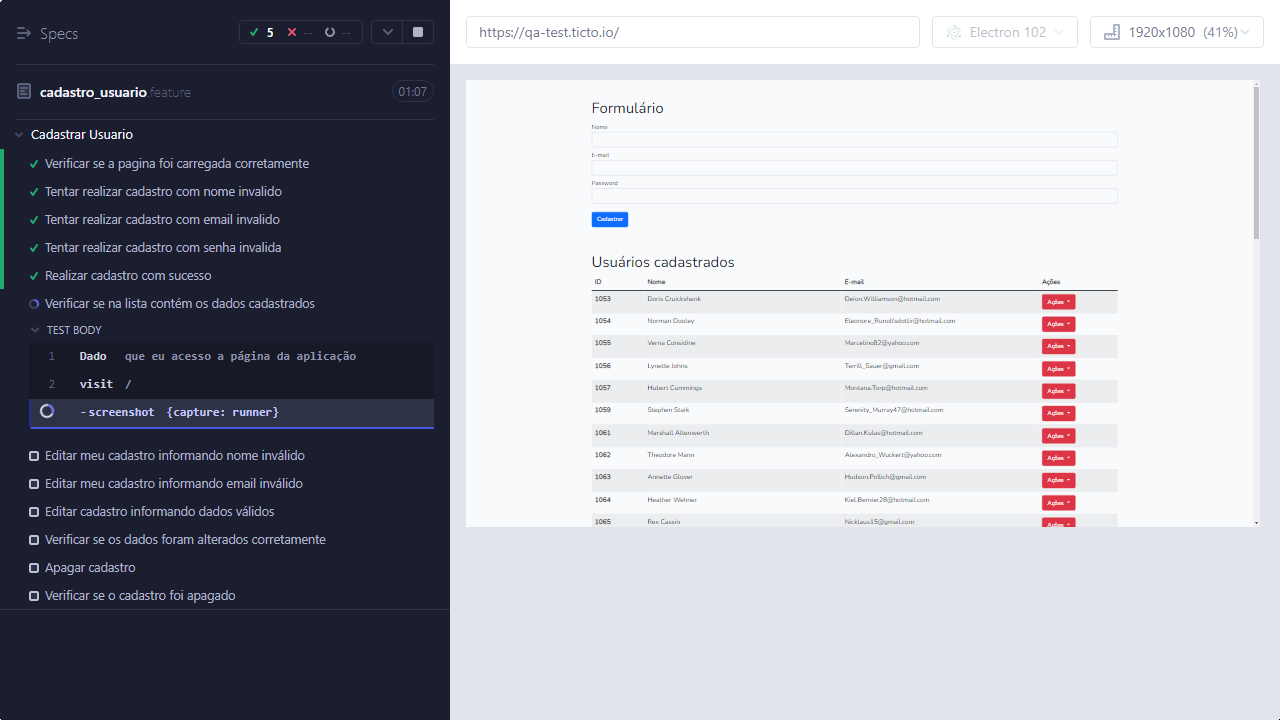 Specs
5
--
--
cadastro_usuario.feature
01:07
Cadastrar Usuario
Verificar se a pagina foi carregada corretamente
Tentar realizar cadastro com nome invalido
Tentar realizar cadastro com email invalido
Tentar realizar cadastro com senha invalida
Realizar cadastro com sucesso
Verificar se na lista contém os dados cadastrados
TEST BODY
1 Dado que eu acesso a página da aplicação
2 visit /
-screenshot {capture: runner}
Editar meu cadastro informando nome inválido
Editar meu cadastro informando email inválido
Editar cadastro informando dados válidos
Verificar se os dados foram alterados corretamente
Apagar cadastro
Verificar se o cadastro foi apagado
https://qa-test.ticto.io/
Electron 102
1920x1080 (41%)
Formulário
Nome
E-mail
Password
Cadastrar
Usuários cadastrados
ID Nome E-mail Ações
1053 Doris Cruickshank Deion.Williamson@hotmail.com Ações
1054 Norman Dooley Eleonore_Runolfsdottir@hotmail.com Ações
1055 Verna Considine Marcelino82@yahoo.com Ações
1056 Lynette Johns Terrill_Sauer@gmail.com Ações
1057 Hubert Cummings Montana.Torp@hotmail.com Ações
1059 Stephen Stark Serenity_Murray47@hotmail.com Ações
1061 Marshall Altenwerth Dillan.Kulas@hotmail.com Ações
1062 Theodore Mann Alexandro_Wuckert@yahoo.com Ações
1063 Annette Glover Hudson.Pollich@gmail.com Ações
1064 Heather Wehner Kiel.Bernier28@hotmail.com Ações
1065 Rex Cassin Nicklaus15@gmail.com Ações